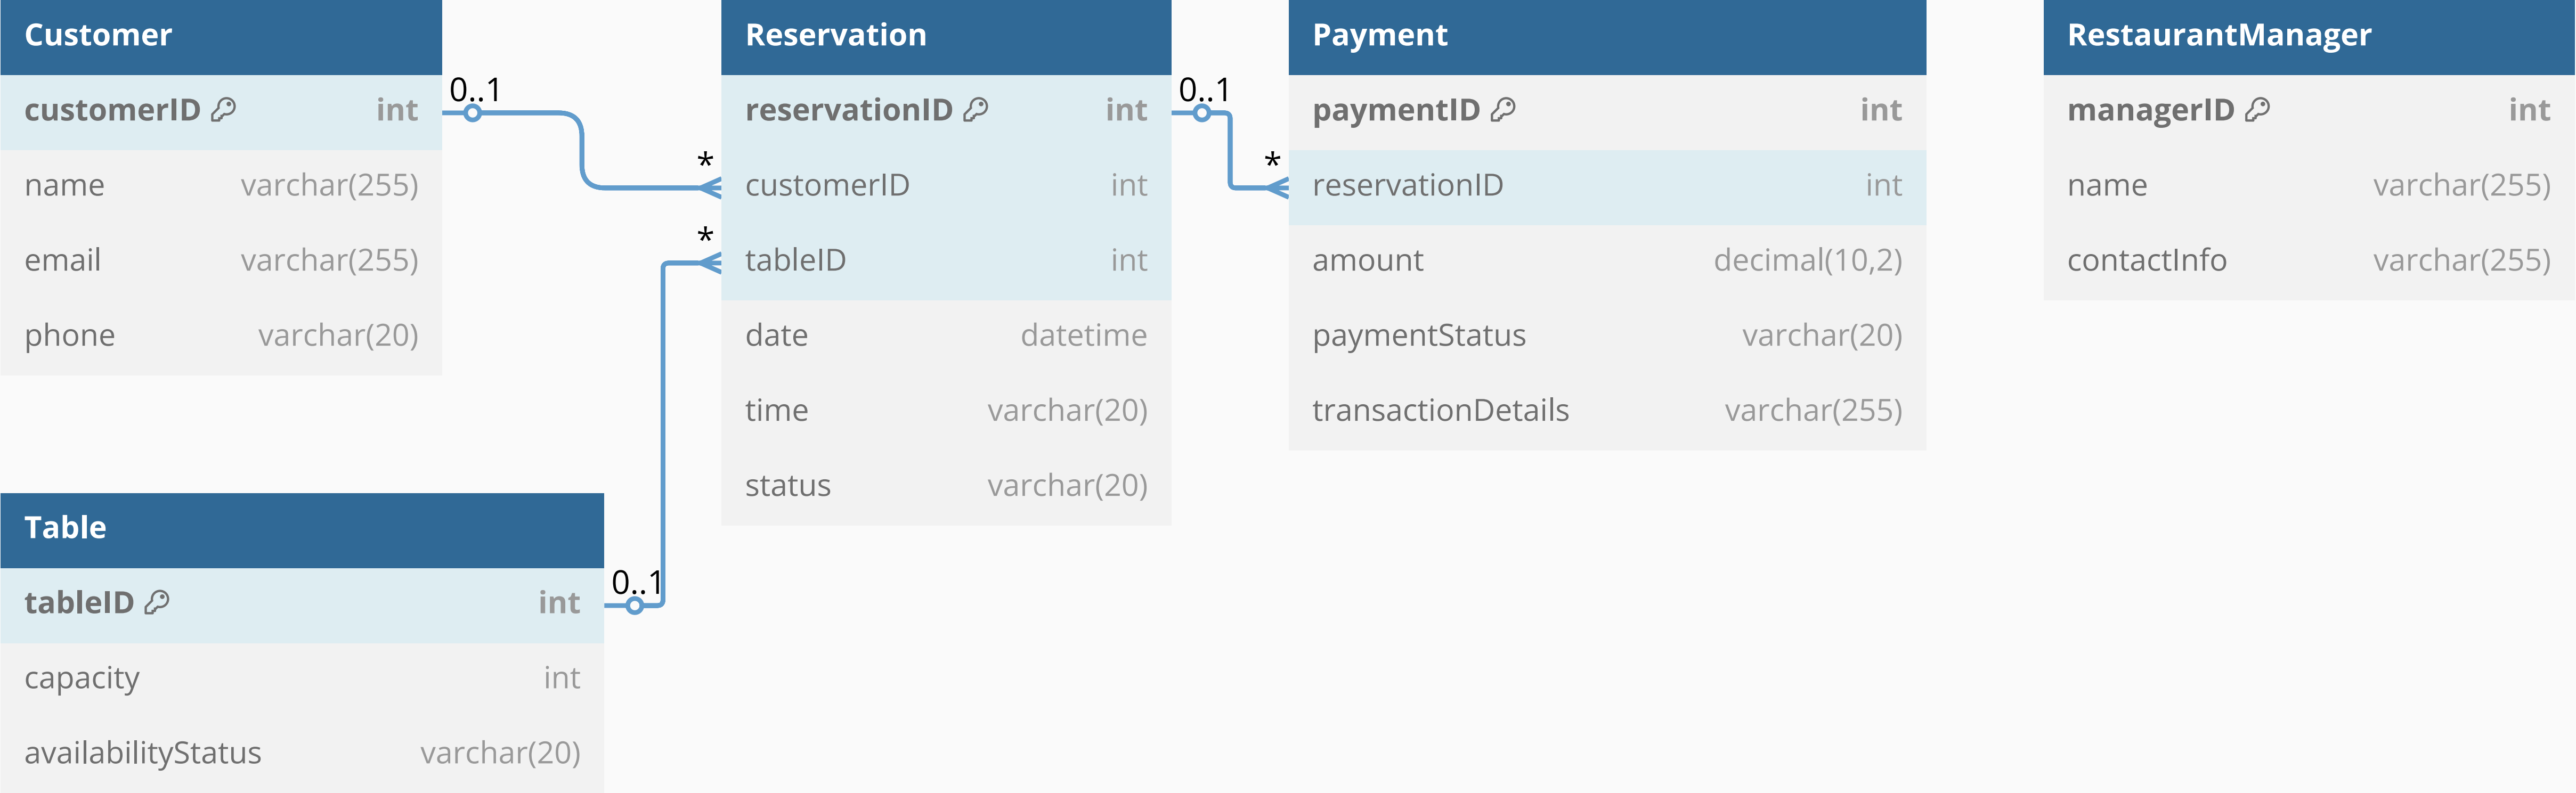 Customer
customerID int
name varchar(255)
email varchar(255)
phone varchar(20)
0..1
*
Reservation
reservationID int
customerID int
tableID int
date datetime
time varchar(20)
status varchar(20)
0..1
*
Payment
paymentID int
reservationID int
amount decimal(10,2)
paymentStatus varchar(20)
transactionDetails varchar(255)
RestaurantManager
managerID int
name varchar(255)
contactInfo varchar(255)
Table
tableID int
capacity int
availabilityStatus varchar(20)
0..1
*